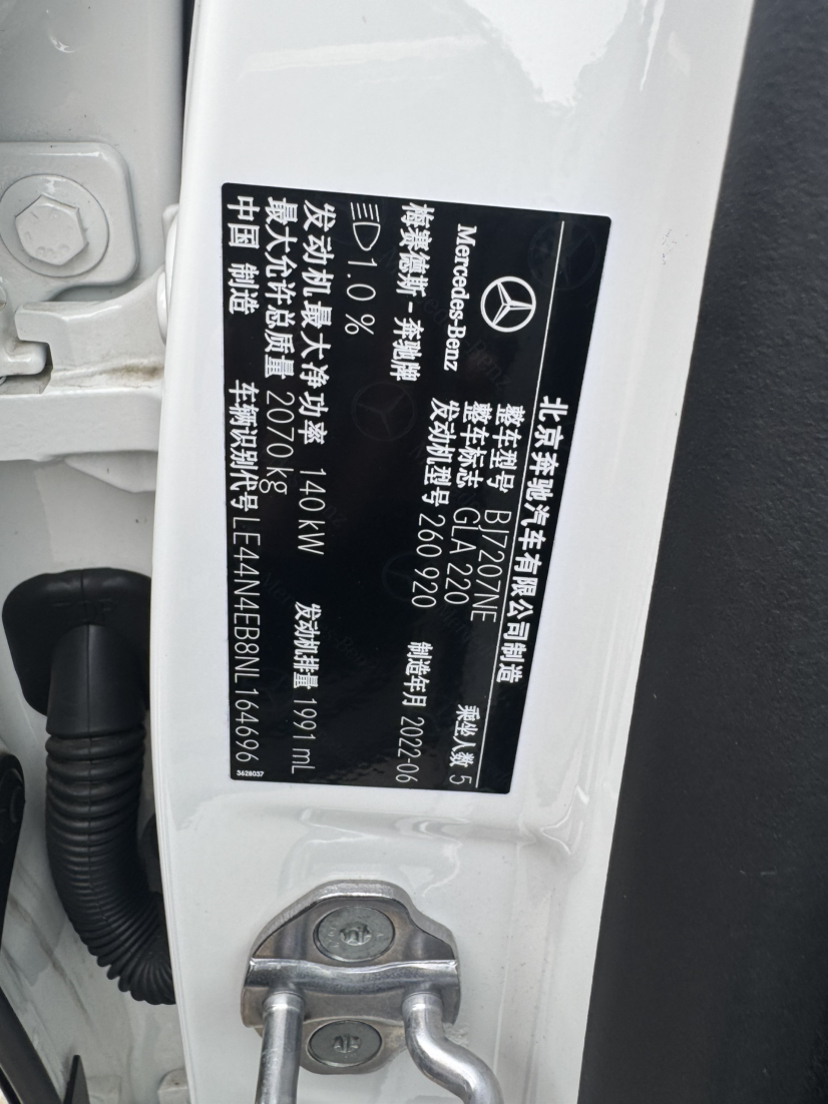 北京奔驰汽车有限公司制造
Mercedes-Benz
整车型号 BJ7207NE
整车标志 GLA 220 乘坐人数 5
梅赛德斯-奔驰牌 发动机型号 260 920 制造年月 2022-06
1.0 %
发动机最大净功率 140 kW 发动机排量 1991 mL
最大允许总质量 2070 kg
中国 制造 车辆识别代号 LE44N4EB8NL164696
3628037
TOP